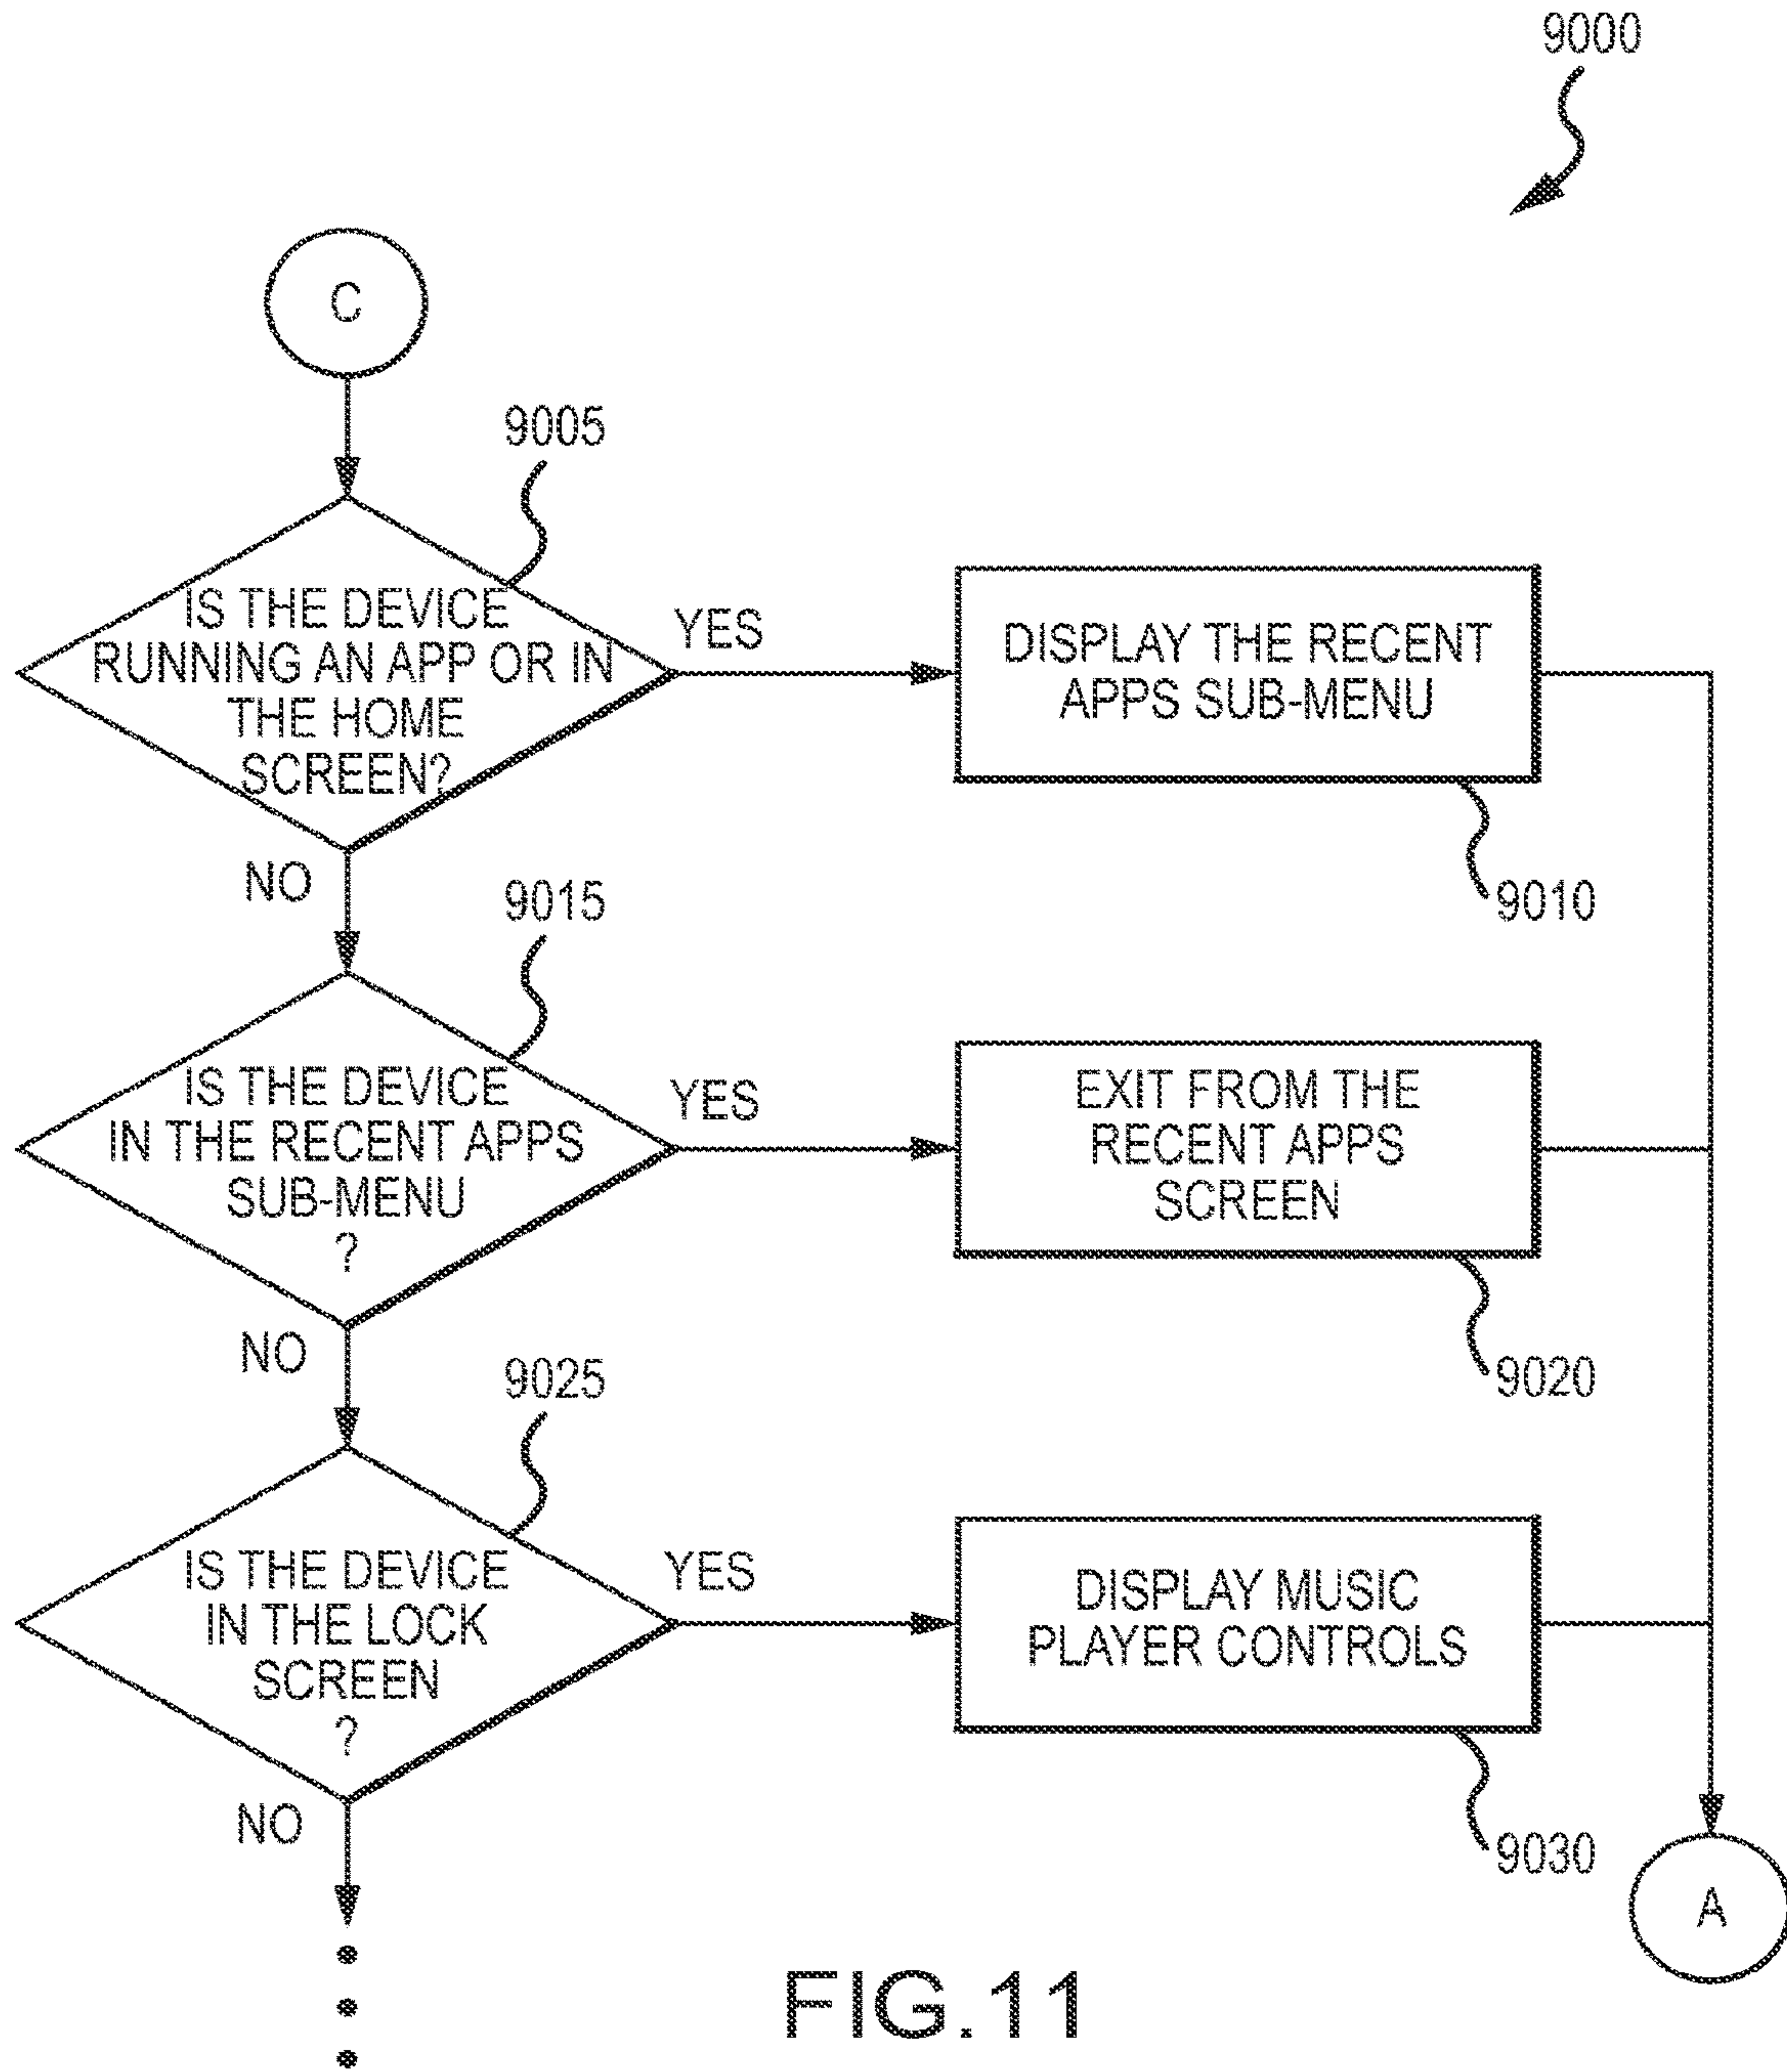 9000
C
9005
IS THE DEVICE
RUNNING AN APP OR IN
THE HOME
SCREEN?
YES
DISPLAY THE RECENT
APPS SUB-MENU
9010
NO
9015
IS THE DEVICE
IN THE RECENT APPS
SUB-MENU
?
YES
EXIT FROM THE
RECENT APPS
SCREEN
9020
NO
9025
IS THE DEVICE
IN THE LOCK
SCREEN
?
YES
DISPLAY MUSIC
PLAYER CONTROLS
9030
NO
A
FIG.11